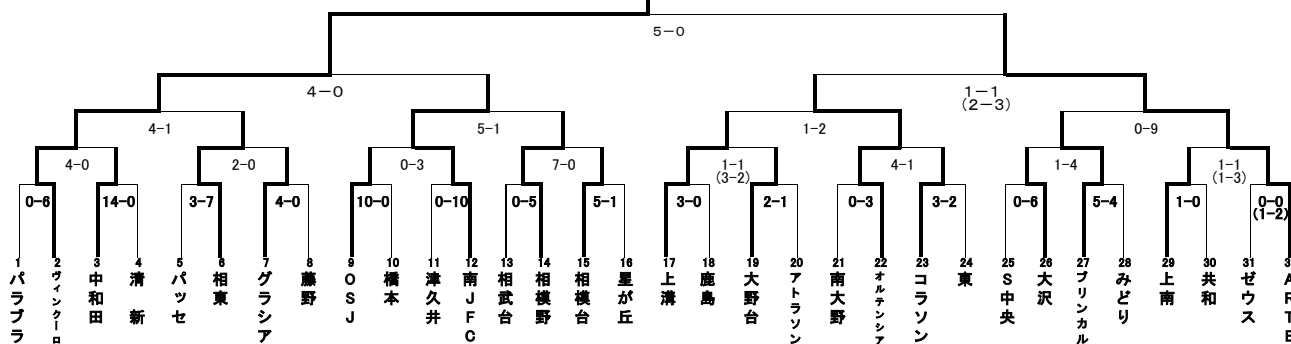 5－0
4－0
1－1
(2－3)
4-1
5-1
1-2
0-9
4-0
2-0
0-3
7-0
1-1
(3-2)
4-1
1-4
1-1
(1-3)
0-6
14-0
3-7
4-0
10-0
0-10
0-5
5-1
3-0
2-1
0-3
3-2
0-6
5-4
1-0
0-0
(1-2)
1 パラブラ
2 ヴィンクーロ
3 中和田
4 清新
5 パッセ
6 相東
7 グラシア
8 藤野
9 ＯＳＪ
10 橋本
11 津久井
12 南ＪＦＣ
13 相武台
14 相模野
15 相模台
16 星が丘
17 上溝
18 鹿島
19 大野台
20 アトラソン
21 南大野
22 オルテンシア
23 コラソン
24 東
25 Ｓ中央
26 大沢
27 ブリンカル
28 みどり
29 上南
30 共和
31 ゼウス
3 ＡＲＴＥ